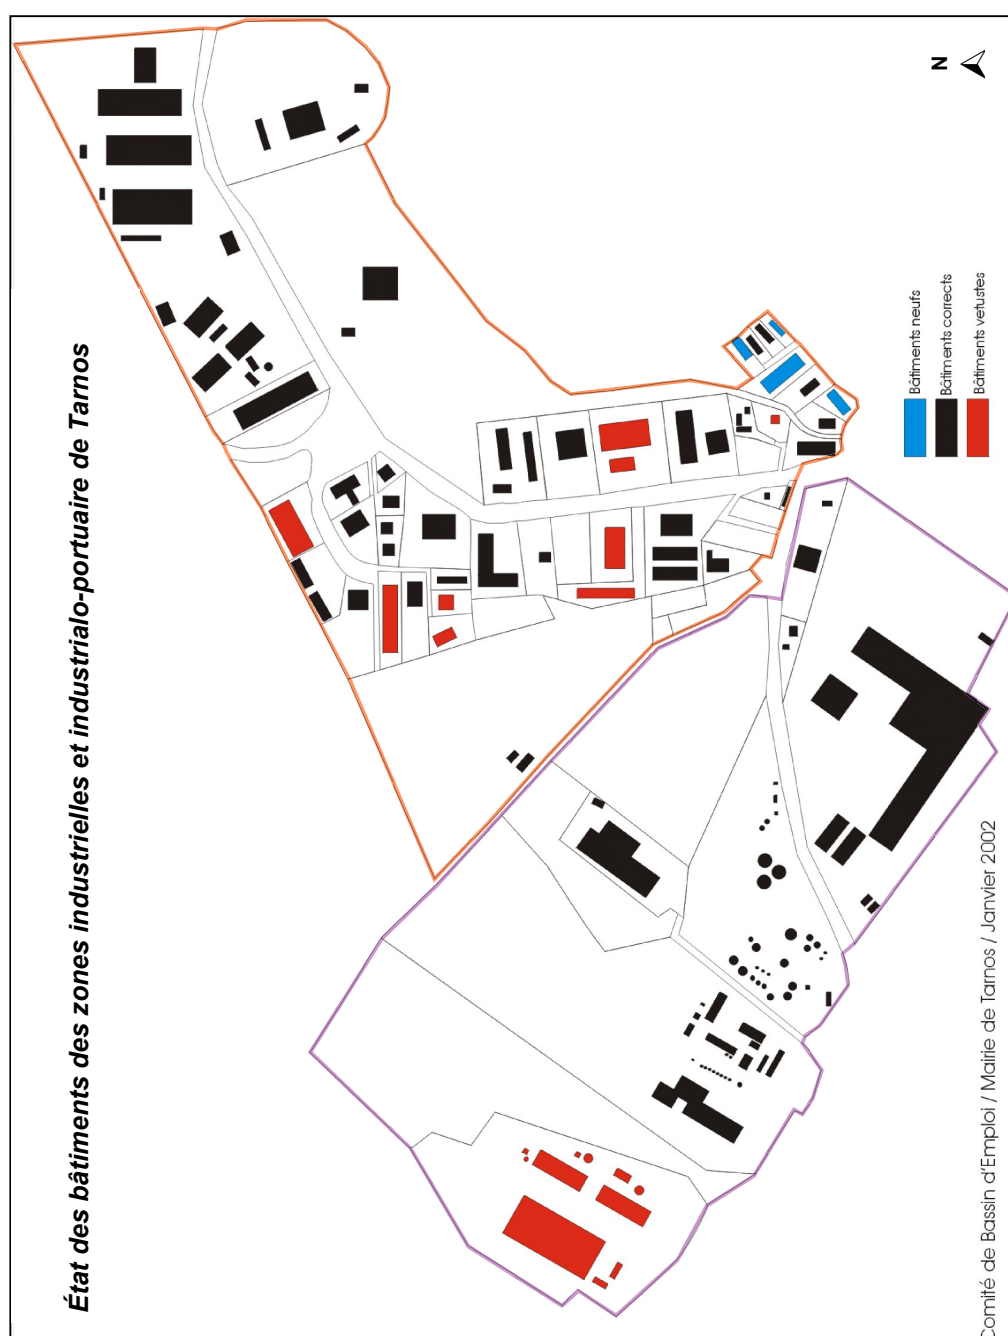 État des bâtiments des zones industrielles et industrialo-portuaire de Tarnos
N
Bâtiments neufs
Bâtiments corrects
Bâtiments vetustes
Comité de Bassin d'Emploi / Mairie de Tarnos / Janvier 2002